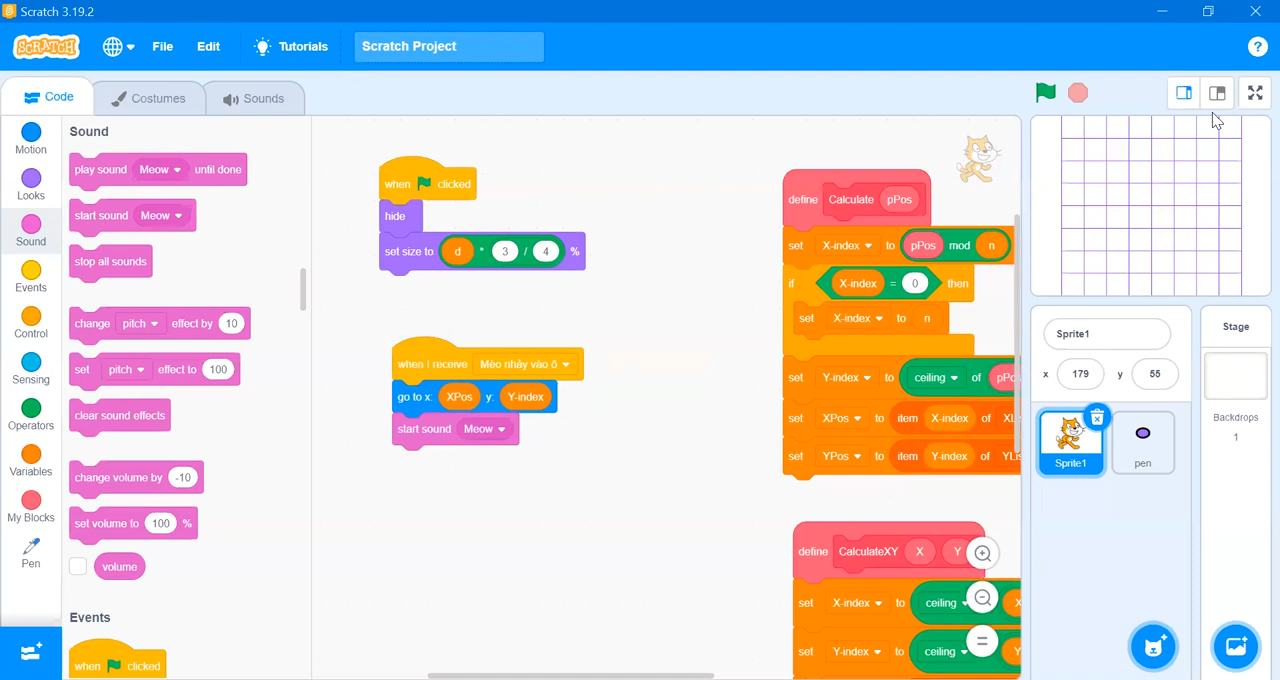 Scratch 3.19.2
SCRATCH File Edit Tutorials Scratch Project ?
Code Costumes Sounds
Motion
Looks
Sound
Events
Control
Sensing
Operators
Variables
My Blocks
Pen
Sound
play sound Meow until done
start sound Meow
stop all sounds
change pitch effect by 10
set pitch effect to 100
clear sound effects
change volume by -10
set volume to 100 %
volume
Events
when clicked
when clicked
hide
set size to d * 3 / 4 %
when I receive Mèo nhảy vào ô
go to x: XPos y: Y-index
start sound Meow
define Calculate pPos
set X-index to pPos mod n
if X-index = 0 then
set X-index to n
set Y-index to ceiling of pPo
set XPos to item X-index of XLis
set YPos to item Y-index of YLis
define CalculateXY X Y
set X-index to ceiling X
set Y-index to ceiling Y
Sprite1
x 179 y 55
Sprite1
pen
Stage
Backdrops
1